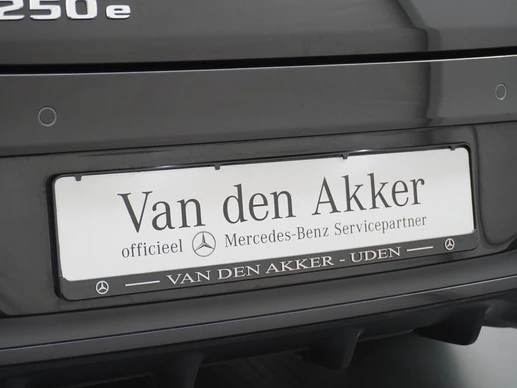 250e
Van den Akker
officieel Mercedes-Benz Servicepartner
VAN DEN AKKER - UDEN